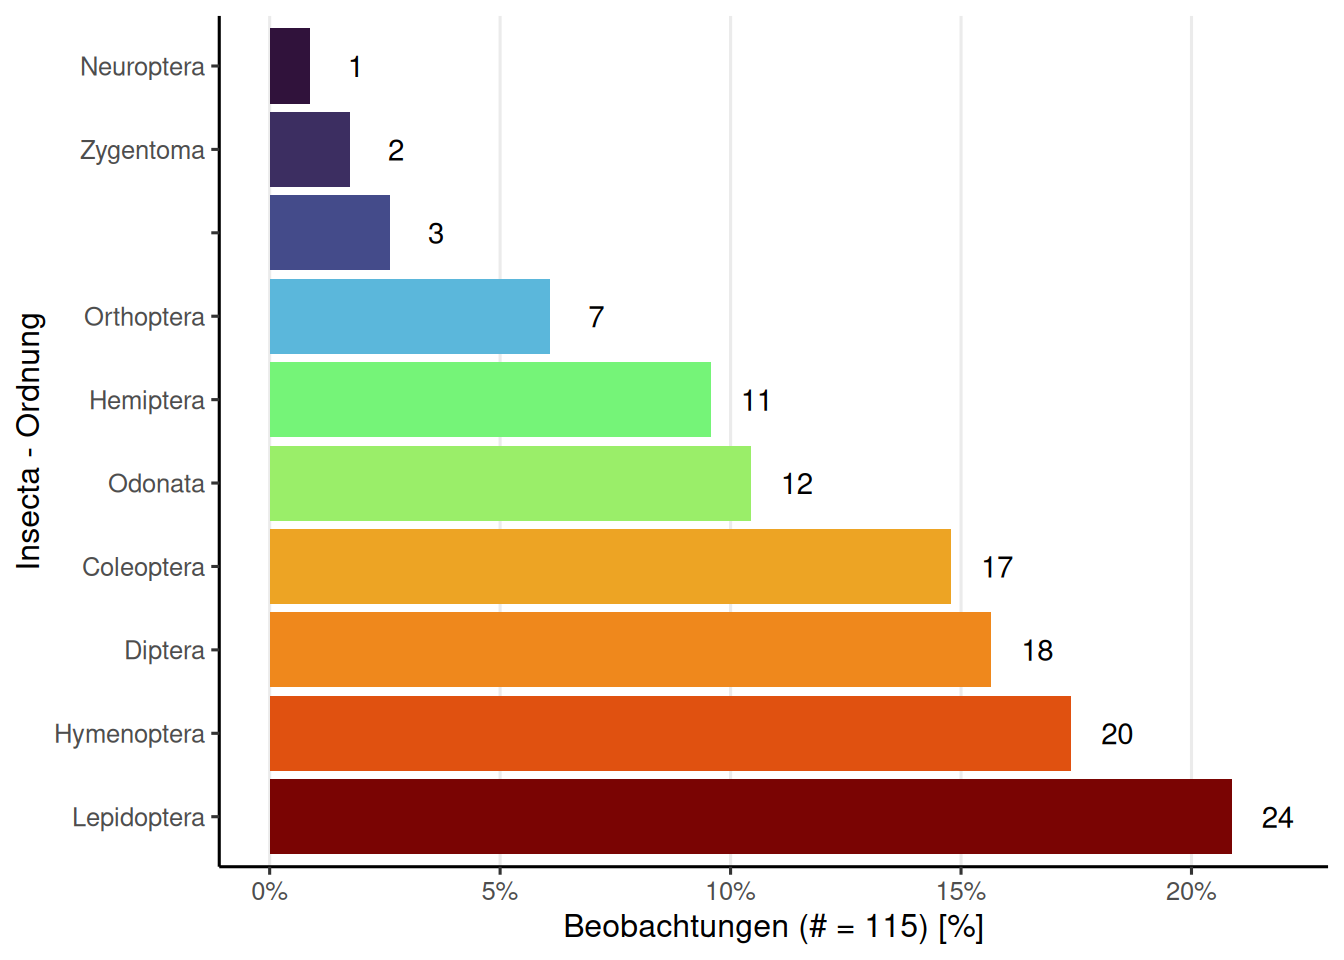 Neuroptera 1
Zygentoma 2
3
Orthoptera 7
Hemiptera 11
Odonata 12
Coleoptera 17
Diptera 18
Hymenoptera 20
Lepidoptera 24
Insecta - Ordnung
0% 5% 10% 15% 20%
Beobachtungen (# = 115) [%]